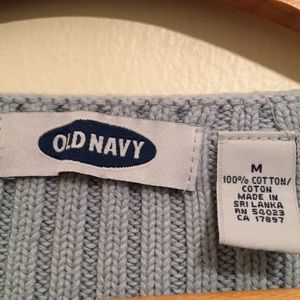 OLD NAVY
M
100% COTTON/
COTON
MADE IN
SRI LANKA
RN 54023
CA 17897